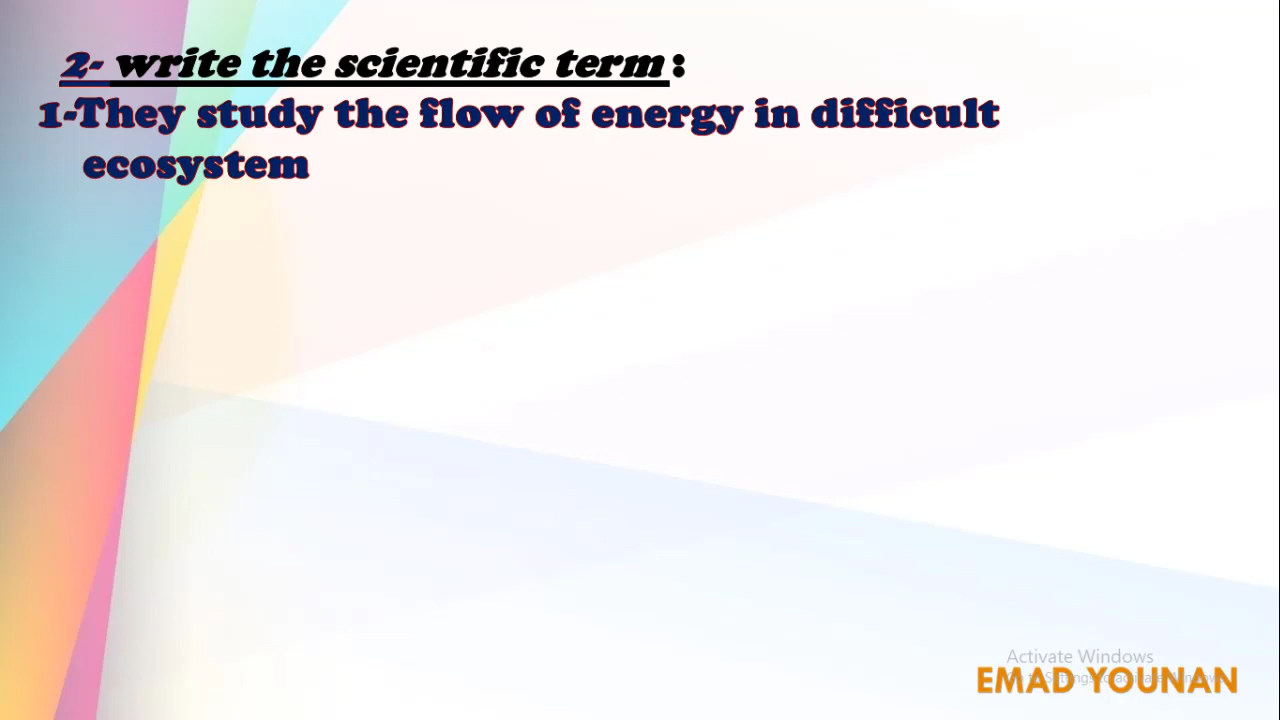 2- write the scientific term:
1-They study the flow of energy in difficult
ecosystem
Activate Windows
EMAD YOUNAN